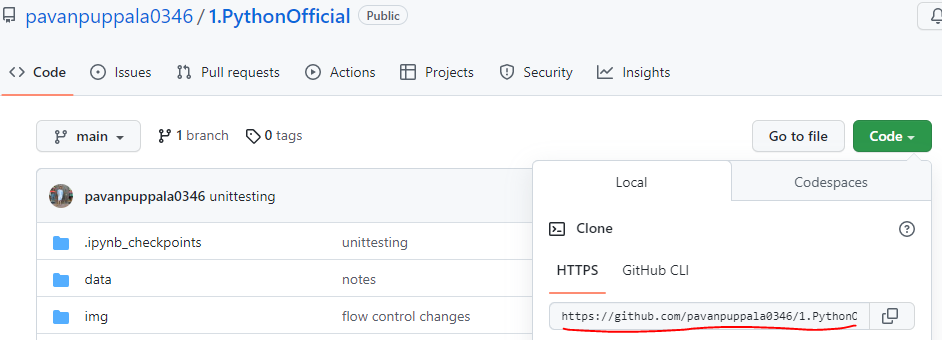 pavanpuppala0346 / 1.PythonOfficial Public
Code Issues Pull requests Actions Projects Security Insights
main 1 branch 0 tags Go to file Code
Local Codespaces
pavanpuppala0346 unittesting
Clone
.ipynb_checkpoints unittesting
HTTPS GitHub CLI
data notes
img flow control changes
https://github.com/pavanpuppala0346/1.PythonO